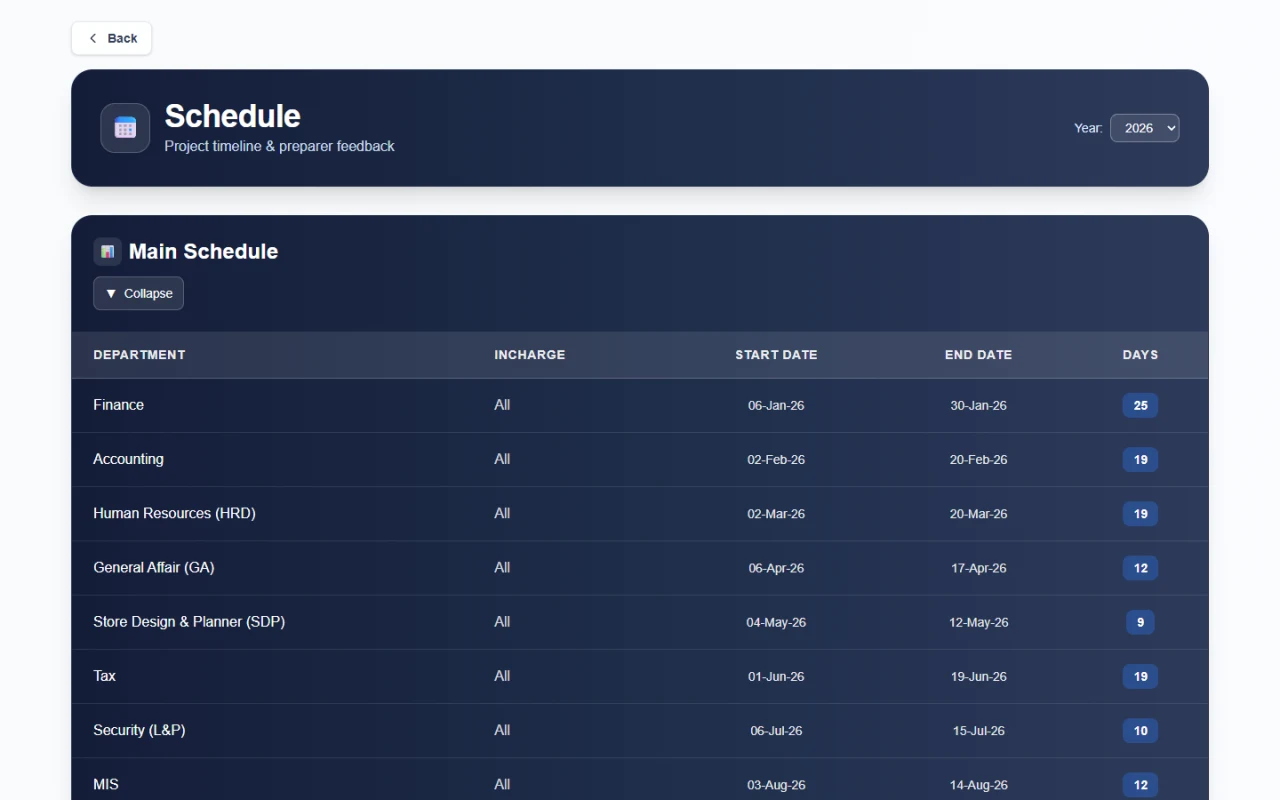 Back
Schedule
Project timeline & preparer feedback
Year: 2026
Main Schedule
▼ Collapse
DEPARTMENT INCHARGE START DATE END DATE DAYS
Finance All 06-Jan-26 30-Jan-26 25
Accounting All 02-Feb-26 20-Feb-26 19
Human Resources (HRD) All 02-Mar-26 20-Mar-26 19
General Affair (GA) All 06-Apr-26 17-Apr-26 12
Store Design & Planner (SDP) All 04-May-26 12-May-26 9
Tax All 01-Jun-26 19-Jun-26 19
Security (L&P) All 06-Jul-26 15-Jul-26 10
MIS All 03-Aug-26 14-Aug-26 12